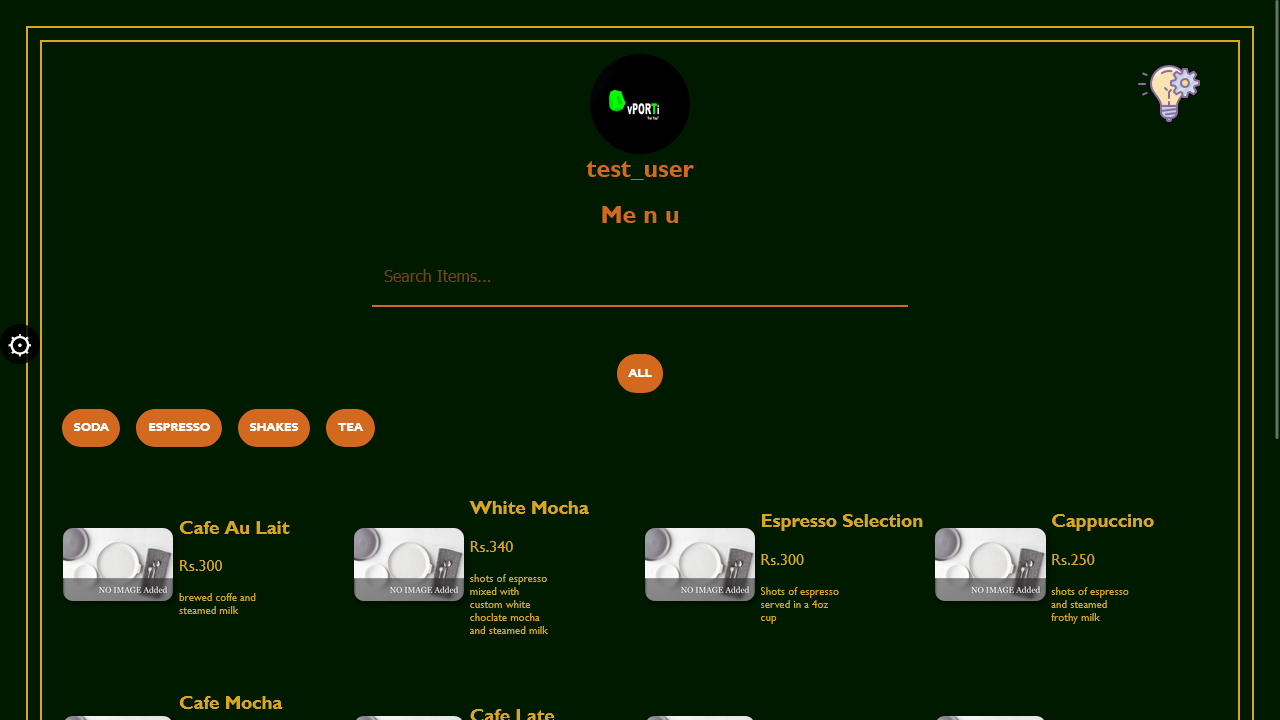 vPORTi
test_user
Me n u
Search Items...
ALL
SODA
ESPRESSO
SHAKES
TEA
Cafe Au Lait
Rs.300
brewed coffe and
steamed milk
NO IMAGE Added
White Mocha
Rs.340
shots of espresso
mixed with
custom white
choclate mocha
and steamed milk
NO IMAGE Added
Espresso Selection
Rs.300
Shots of espresso
served in a 4oz
cup
NO IMAGE Added
Cappuccino
Rs.250
shots of espresso
and steamed
frothy milk
NO IMAGE Added
Cafe Mocha
Cafe Late